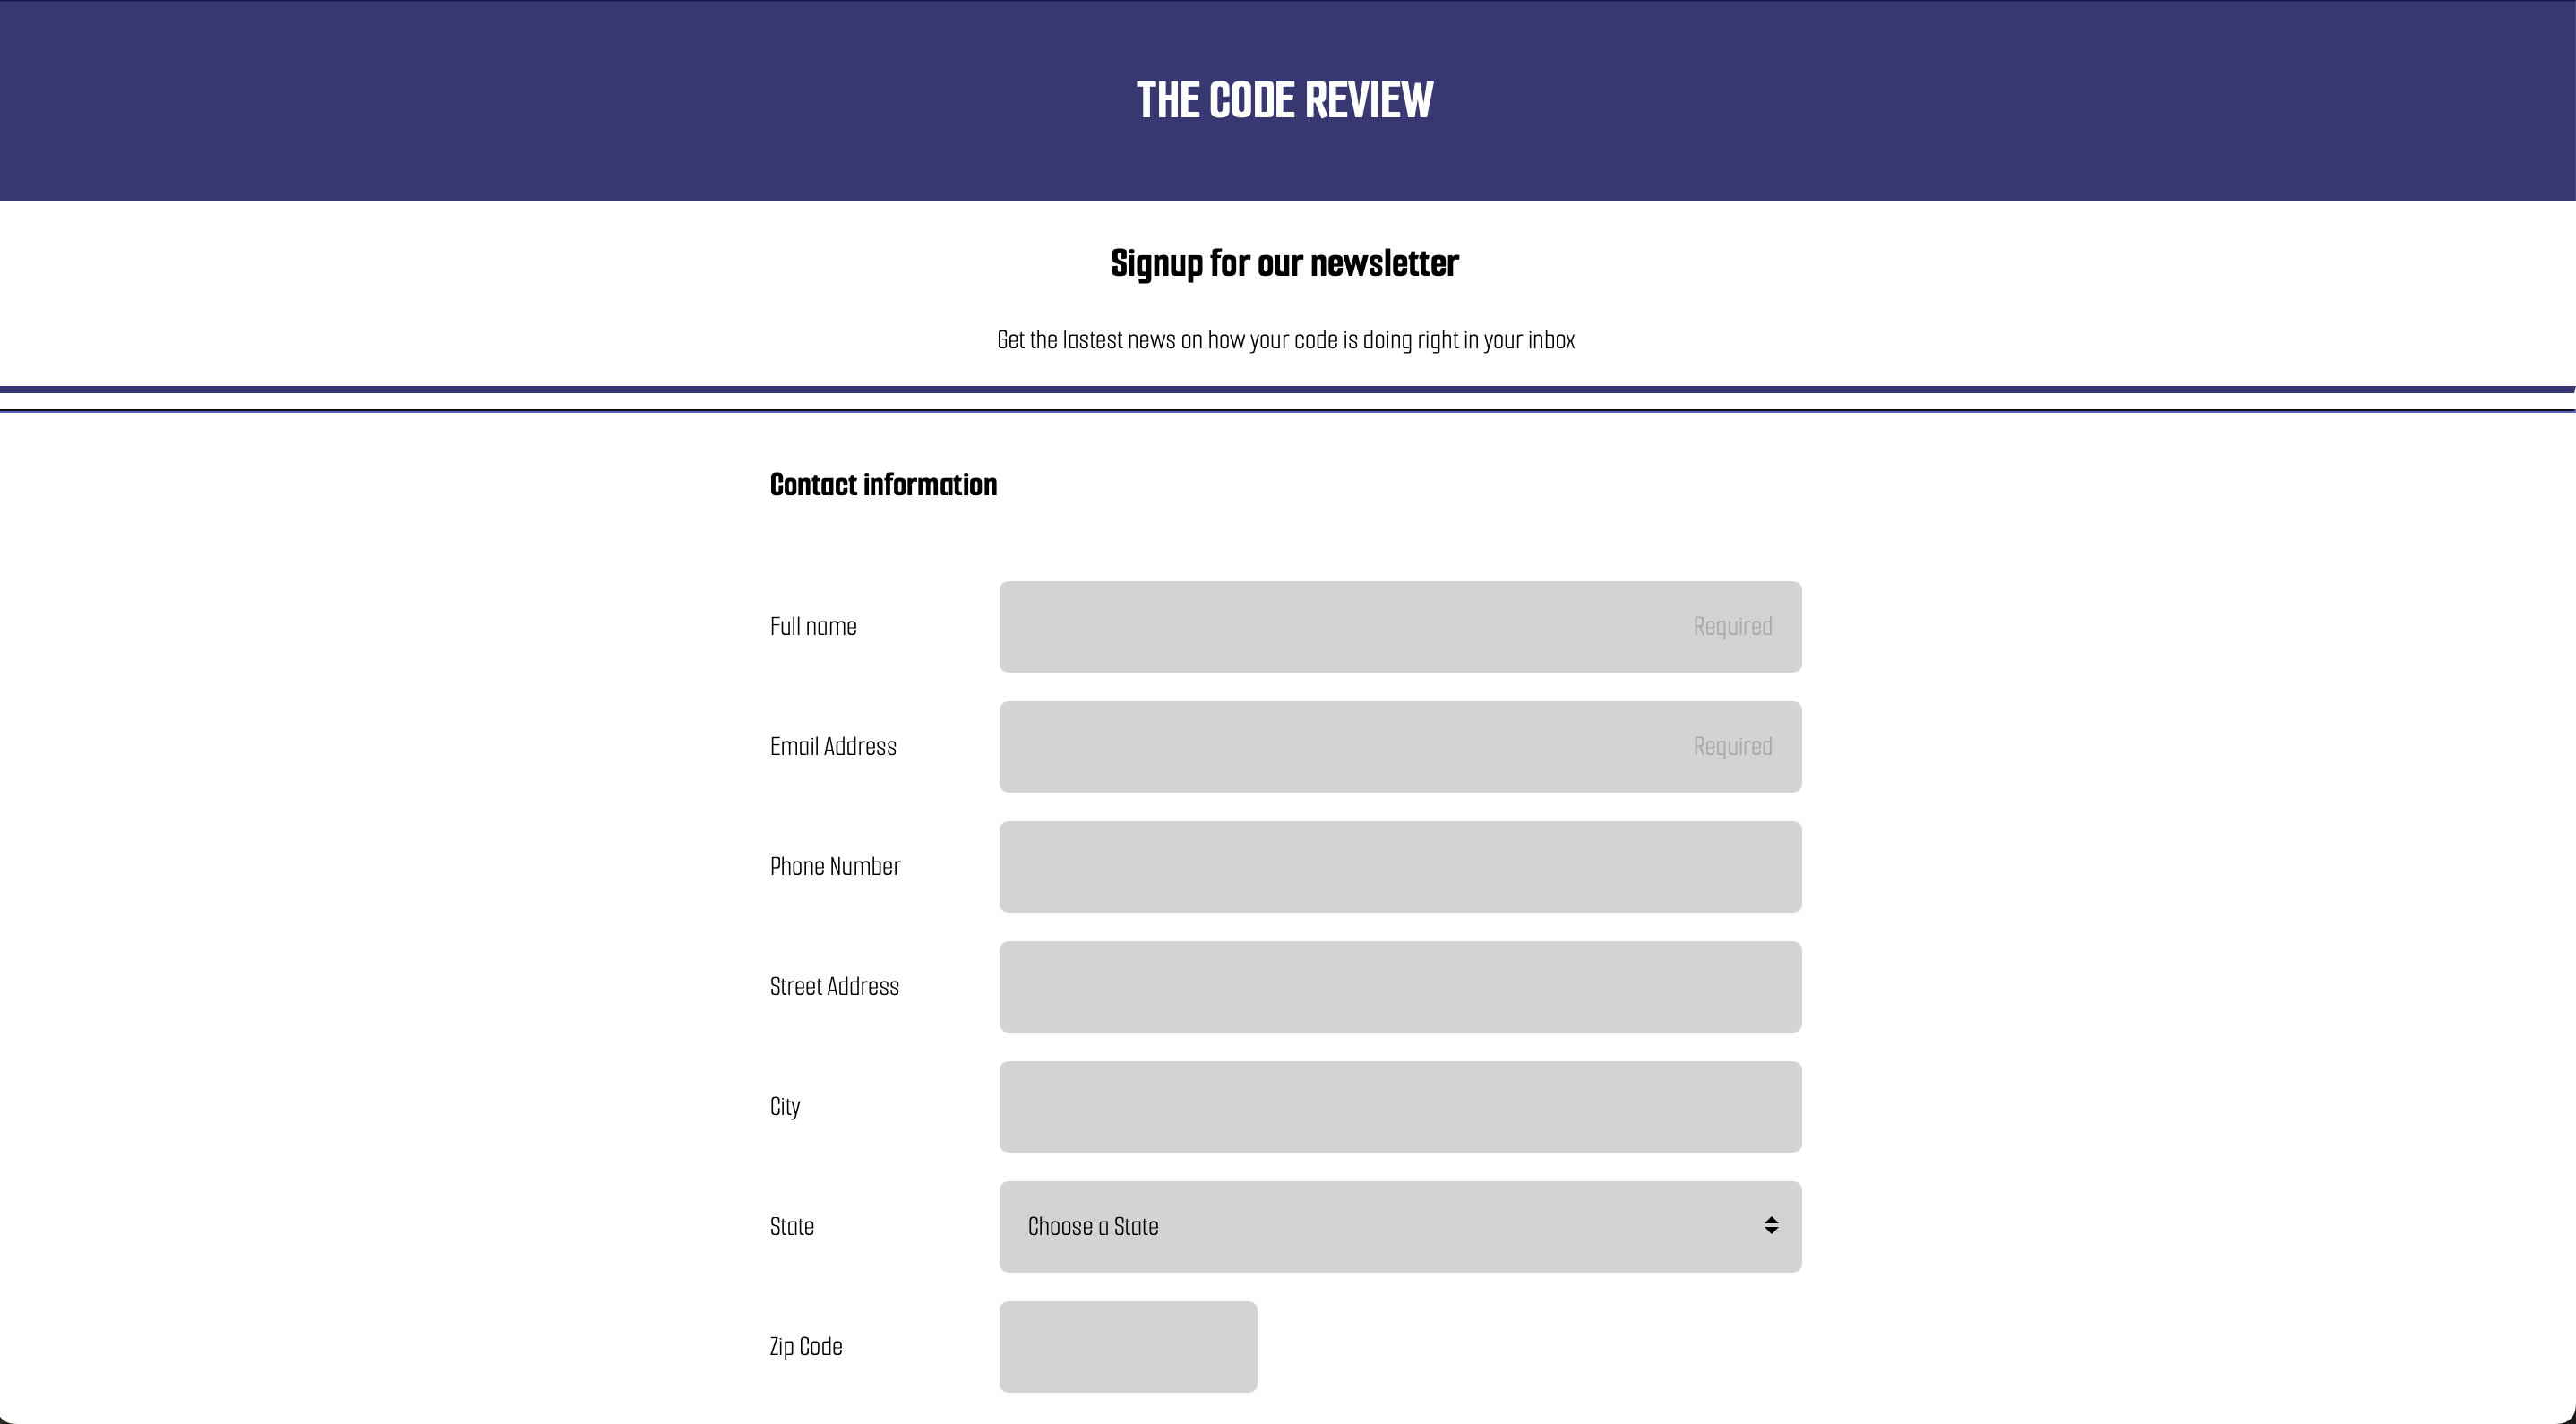 THE CODE REVIEW
Signup for our newsletter
Get the lastest news on how your code is doing right in your inbox
Contact information
Full name
Required
Email Address
Required
Phone Number
Street Address
City
State
Choose a State
Zip Code